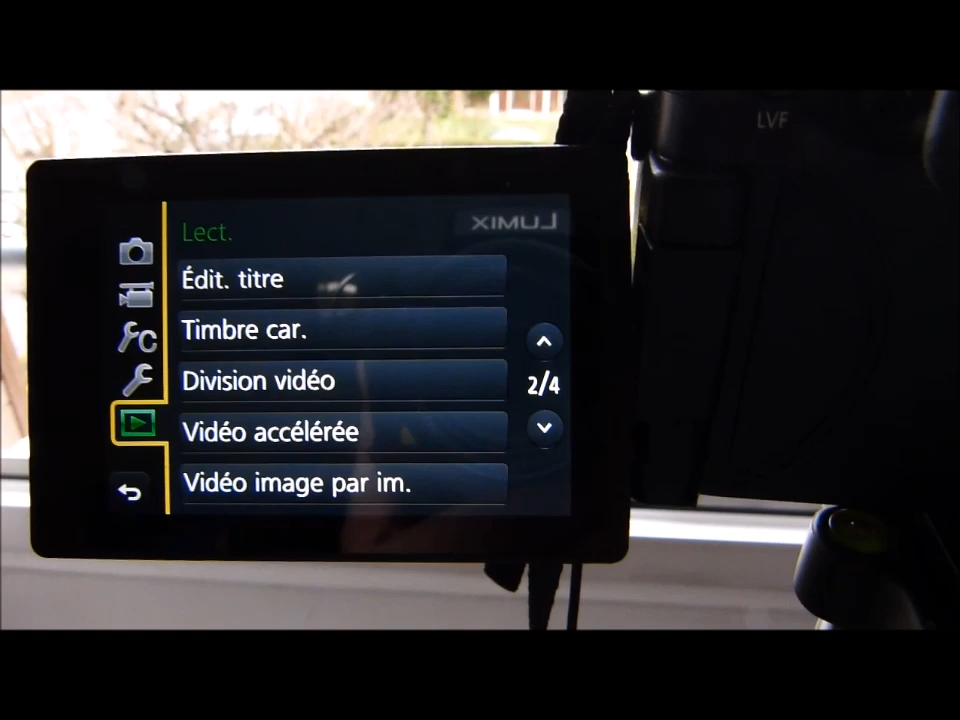 LVF
LUMIX
Lect.
Édit. titre
Timbre car.
Division vidéo
2/4
Vidéo accélérée
Vidéo image par im.
C